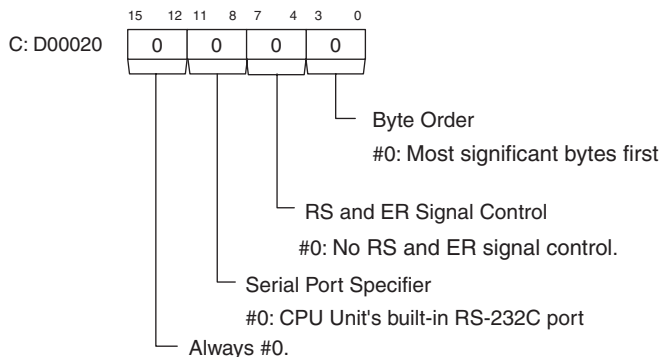 15 12 11 8 7 4 3 0
C: D00020 0 0 0 0
Byte Order
#0: Most significant bytes first
RS and ER Signal Control
#0: No RS and ER signal control.
Serial Port Specifier
#0: CPU Unit's built-in RS-232C port
Always #0.